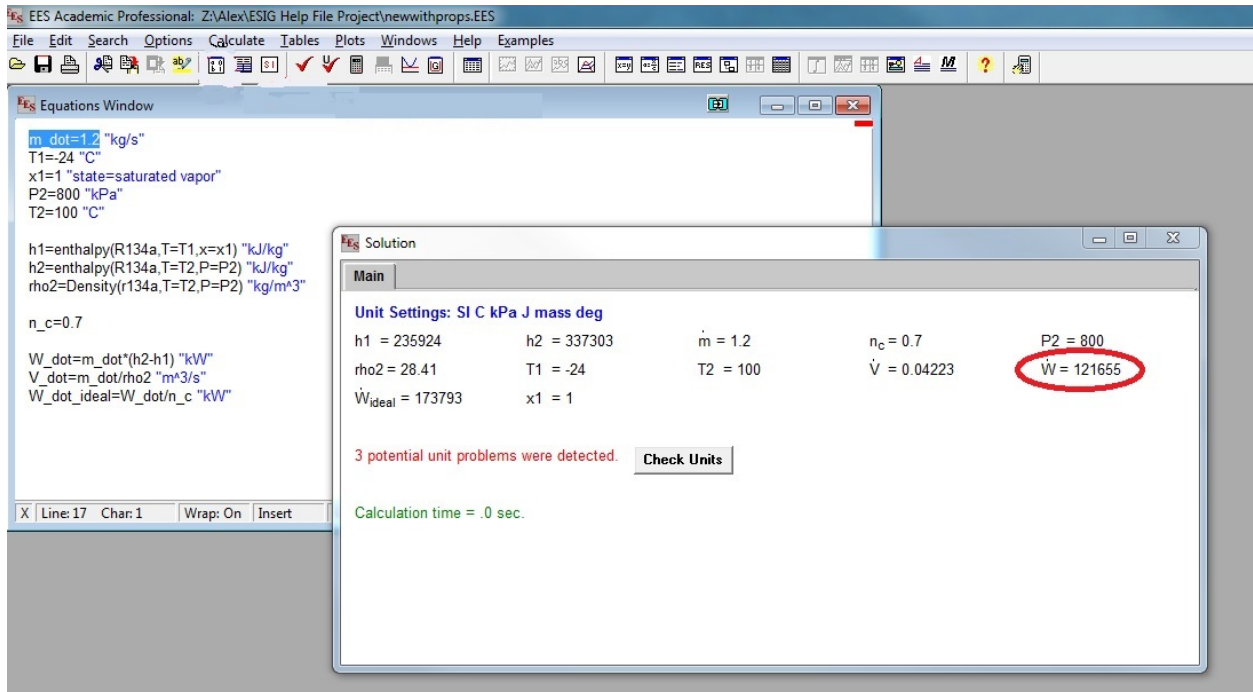 EES Academic Professional: Z:\Alex\ESIG Help File Project\newwithprops.EES
File Edit Search Options Calculate Tables Plots Windows Help Examples
Equations Window
m_dot=1.2 "kg/s"
T1=-24 "C"
x1=1 "state=saturated vapor"
P2=800 "kPa"
T2=100 "C"
h1=enthalpy(R134a,T=T1,x=x1) "kJ/kg"
h2=enthalpy(R134a,T=T2,P=P2) "kJ/kg"
rho2=Density(r134a,T=T2,P=P2) "kg/m^3"
n_c=0.7
W_dot=m_dot*(h2-h1) "kW"
V_dot=m_dot/rho2 "m^3/s"
W_dot_ideal=W_dot/n_c "kW"
X Line: 17 Char: 1 Wrap: On Insert
Solution
Main
Unit Settings: SI C kPa J mass deg
h1 = 235924 h2 = 337303 ṁ = 1.2 nc = 0.7 P2 = 800
rho2 = 28.41 T1 = -24 T2 = 100 V̇ = 0.04223 Ẇ = 121655
Ẇideal = 173793 x1 = 1
3 potential unit problems were detected. Check Units
Calculation time = .0 sec.